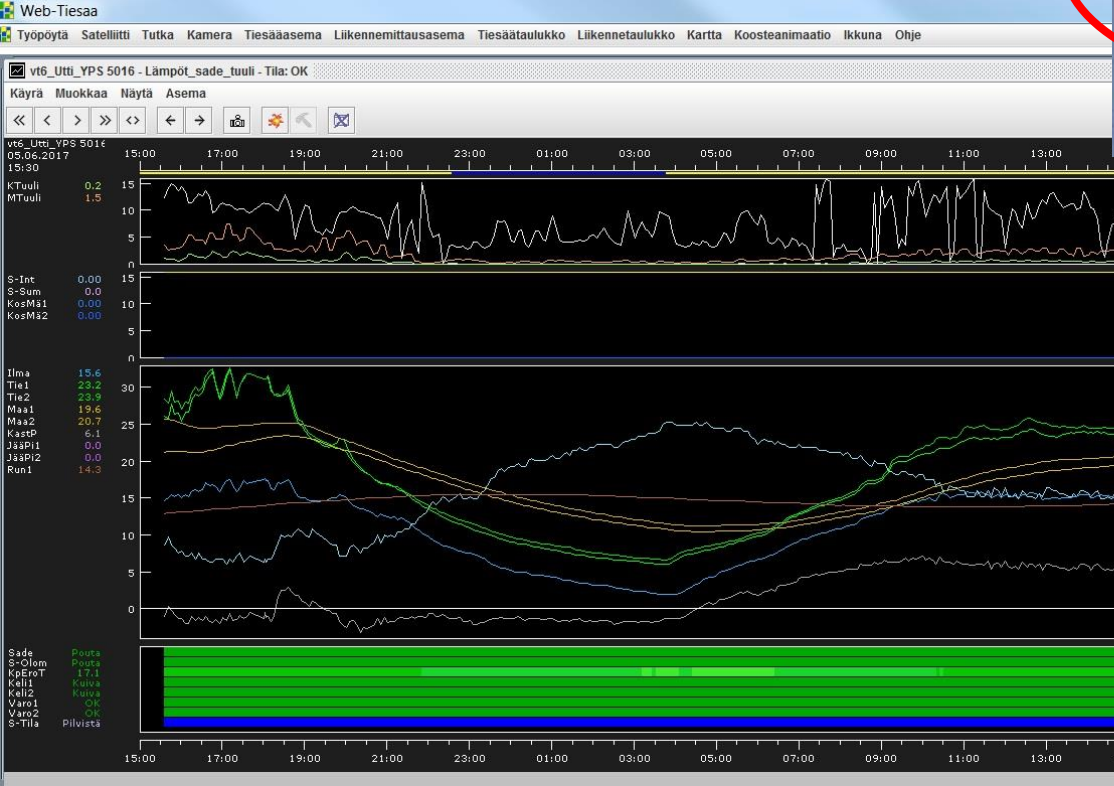 Web-Tiesaa
Työpöytä Satelliitti Tutka Kamera Tiesääasema Liikennemittausasema Tiesäätaulukko Liikennetaulukko Kartta Koosteanimaatio Ikkuna Ohje
vt6_Utti_YPS 5016 - Lämpöt_sade_tuuli - Tila: OK
Käyrä Muokkaa Näytä Asema
vt6_Utti_YPS 5016
05.06.2017 15:00 17:00 19:00 21:00 23:00 01:00 03:00 05:00 07:00 09:00 11:00 13:00
15:30
KTuuli 0.2 15
MTuuli 1.5
10
5
0
S-Int 0.00 15
S-Sum 0.0
KosMä1 0.00 10
KosMä2 0.00
5
0
Ilma 15.6
Tie1 23.2 30
Tie2 23.9
Maa1 19.6
Maa2 20.7 25
KastP 6.1
JääPi1 0.0
JääPi2 0.0 20
Run1 14.3
15
10
5
0
Sade Pouta
S-Olom Pouta
KpEroT 17.1
Keli1 Kuiva
Keli2 Kuiva
Varo1 OK
Varo2 OK
S-Tila Pilvistä
15:00 17:00 19:00 21:00 23:00 01:00 03:00 05:00 07:00 09:00 11:00 13:00